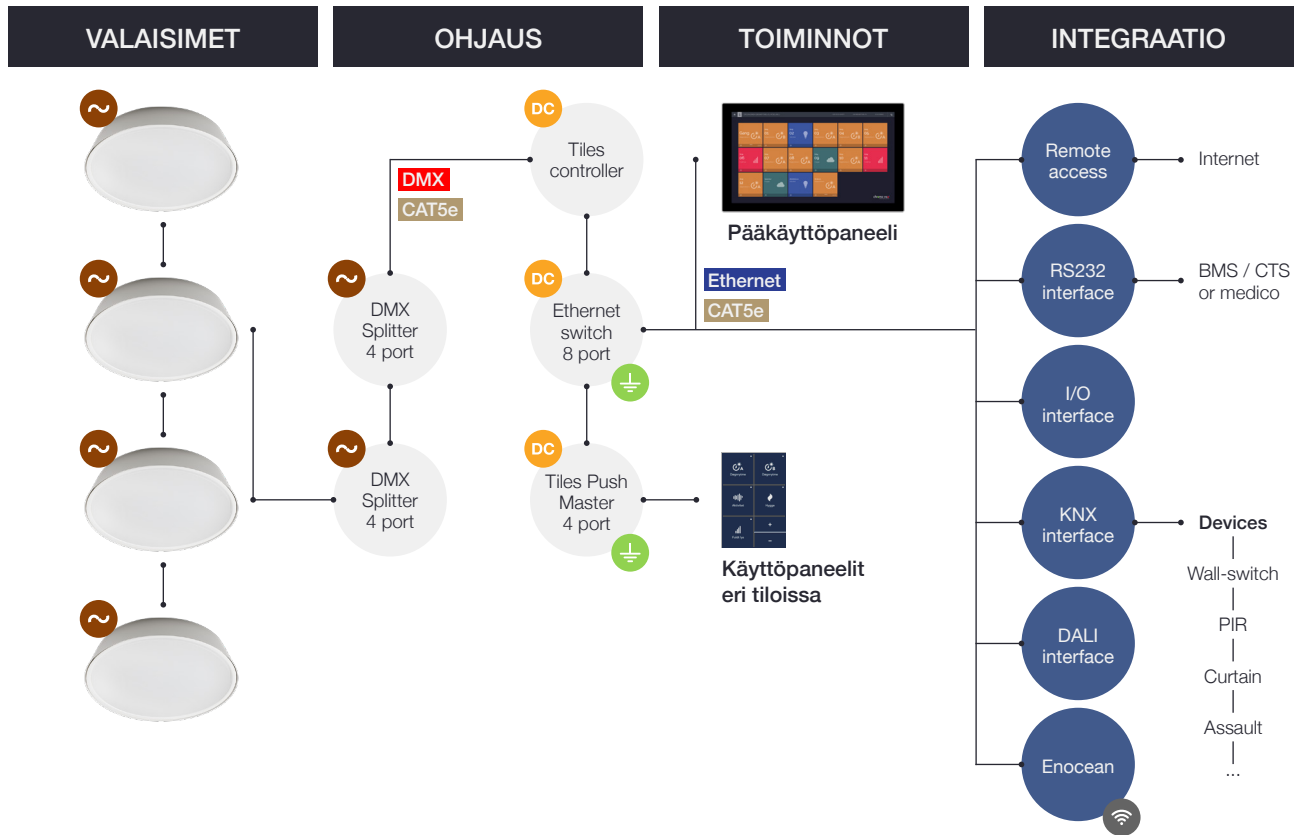 VALAISIMET
OHJAUS
TOIMINNOT
INTEGRAATIO
DC
Tiles
controller
DMX
CAT5e
DMX
Splitter
4 port
DMX
Splitter
4 port
DC
Ethernet
switch
8 port
DC
Tiles Push
Master
4 port
Pääkäyttöpaneeli
Ethernet
CAT5e
Käyttöpaneelit
eri tiloissa
Remote
access
Internet
RS232
interface
BMS / CTS
or medico
I/O
interface
KNX
interface
Devices
Wall-switch
PIR
Curtain
Assault
...
DALI
interface
Enocean